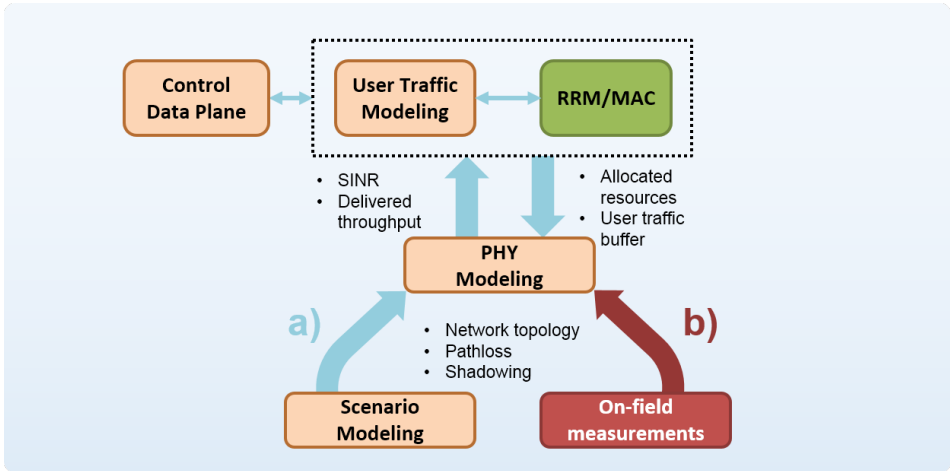 Control
Data Plane
User Traffic
Modeling
RRM/MAC
• SINR
• Delivered
throughput
• Allocated
resources
• User traffic
buffer
PHY
Modeling
a)
b)
• Network topology
• Pathloss
• Shadowing
Scenario
Modeling
On-field
measurements